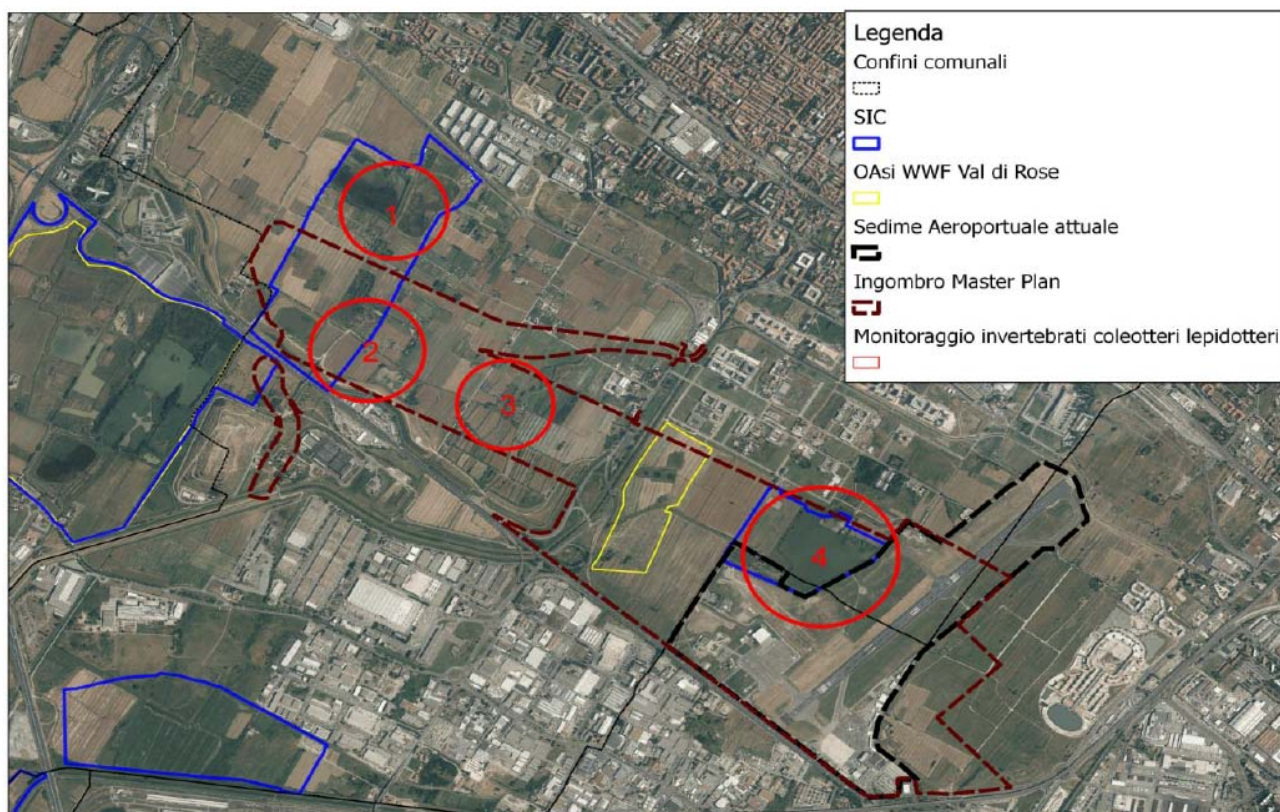 Legenda
Confini comunali
SIC
OAsi WWF Val di Rose
Sedime Aeroportuale attuale
Ingombro Master Plan
Monitoraggio invertebrati coleotteri lepidotteri
1
2
3
4